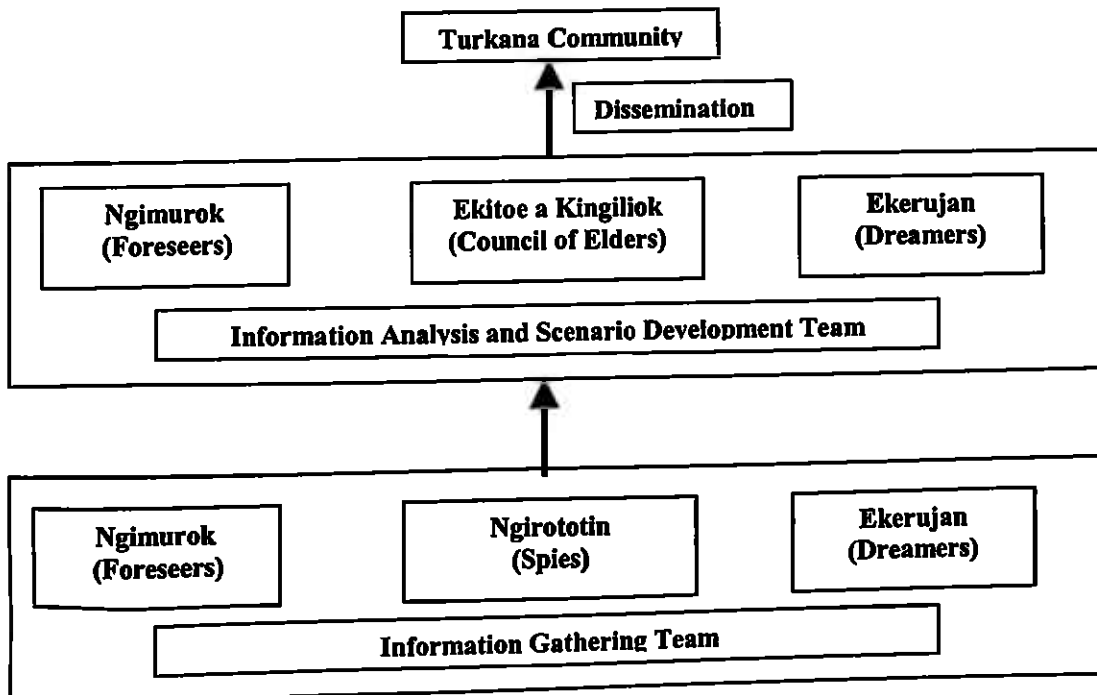 Turkana Community
Dissemination
Ngimurok
(Foreseers)
Ekitoe a Kingiliok
(Council of Elders)
Ekerujan
(Dreamers)
Information Analysis and Scenario Development Team
Ngimurok
(Foreseers)
Ngirototin
(Spies)
Ekerujan
(Dreamers)
Information Gathering Team